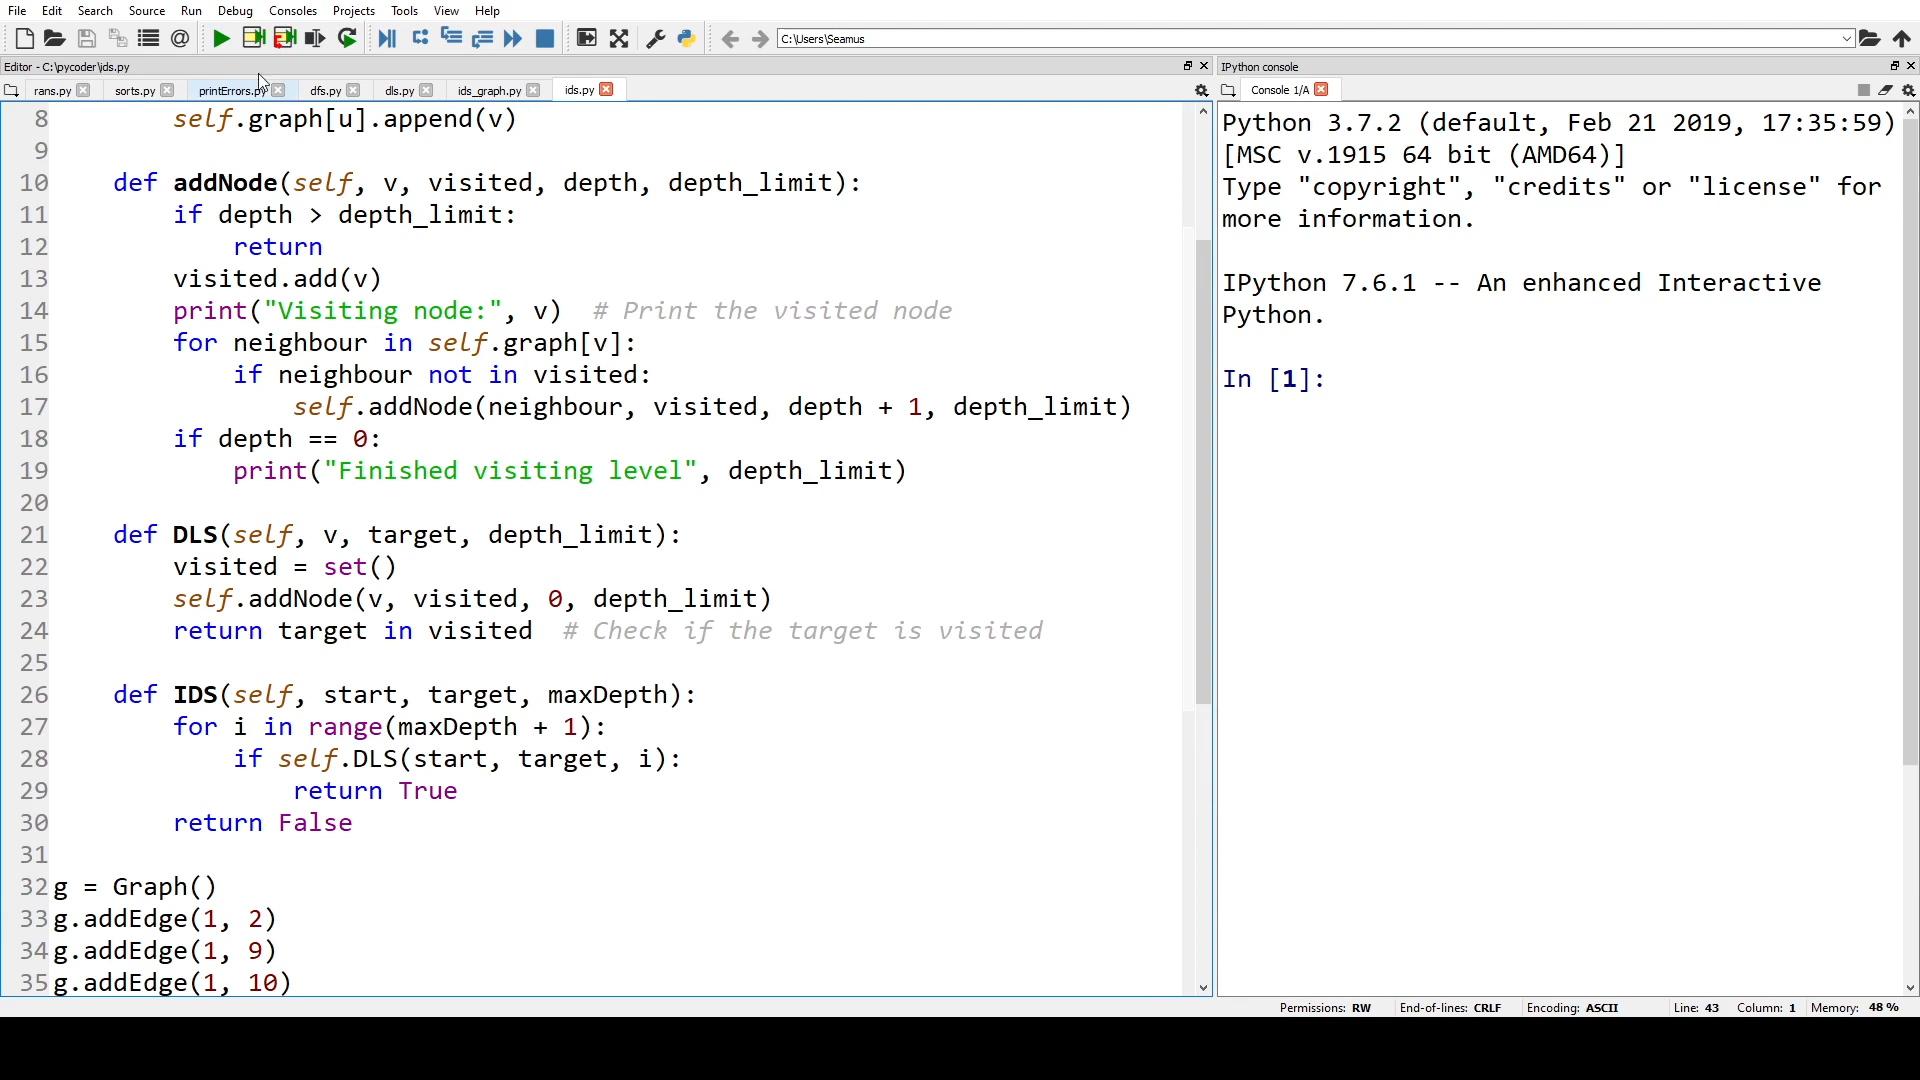 File Edit Search Source Run Debug Consoles Projects Tools View Help
C:\Users\Seamus
Editor - C:\pycoder\ids.py
IPython console
rans.py sorts.py printErrors.py dfs.py dls.py ids_graph.py ids.py
Console 1/A
8 self.graph[u].append(v)
9
10 def addNode(self, v, visited, depth, depth_limit):
11 if depth > depth_limit:
12 return
13 visited.add(v)
14 print("Visiting node:", v)  # Print the visited node
15 for neighbour in self.graph[v]:
16 if neighbour not in visited:
17 self.addNode(neighbour, visited, depth + 1, depth_limit)
18 if depth == 0:
19 print("Finished visiting level", depth_limit)
20
21 def DLS(self, v, target, depth_limit):
22 visited = set()
23 self.addNode(v, visited, 0, depth_limit)
24 return target in visited  # Check if the target is visited
25
26 def IDS(self, start, target, maxDepth):
27 for i in range(maxDepth + 1):
28 if self.DLS(start, target, i):
29 return True
30 return False
31
32 g = Graph()
33 g.addEdge(1, 2)
34 g.addEdge(1, 9)
35 g.addEdge(1, 10)
Python 3.7.2 (default, Feb 21 2019, 17:35:59)
[MSC v.1915 64 bit (AMD64)]
Type "copyright", "credits" or "license" for
more information.
IPython 7.6.1 -- An enhanced Interactive
Python.
In [1]:
Permissions: RW End-of-lines: CRLF Encoding: ASCII Line: 43 Column: 1 Memory: 48 %